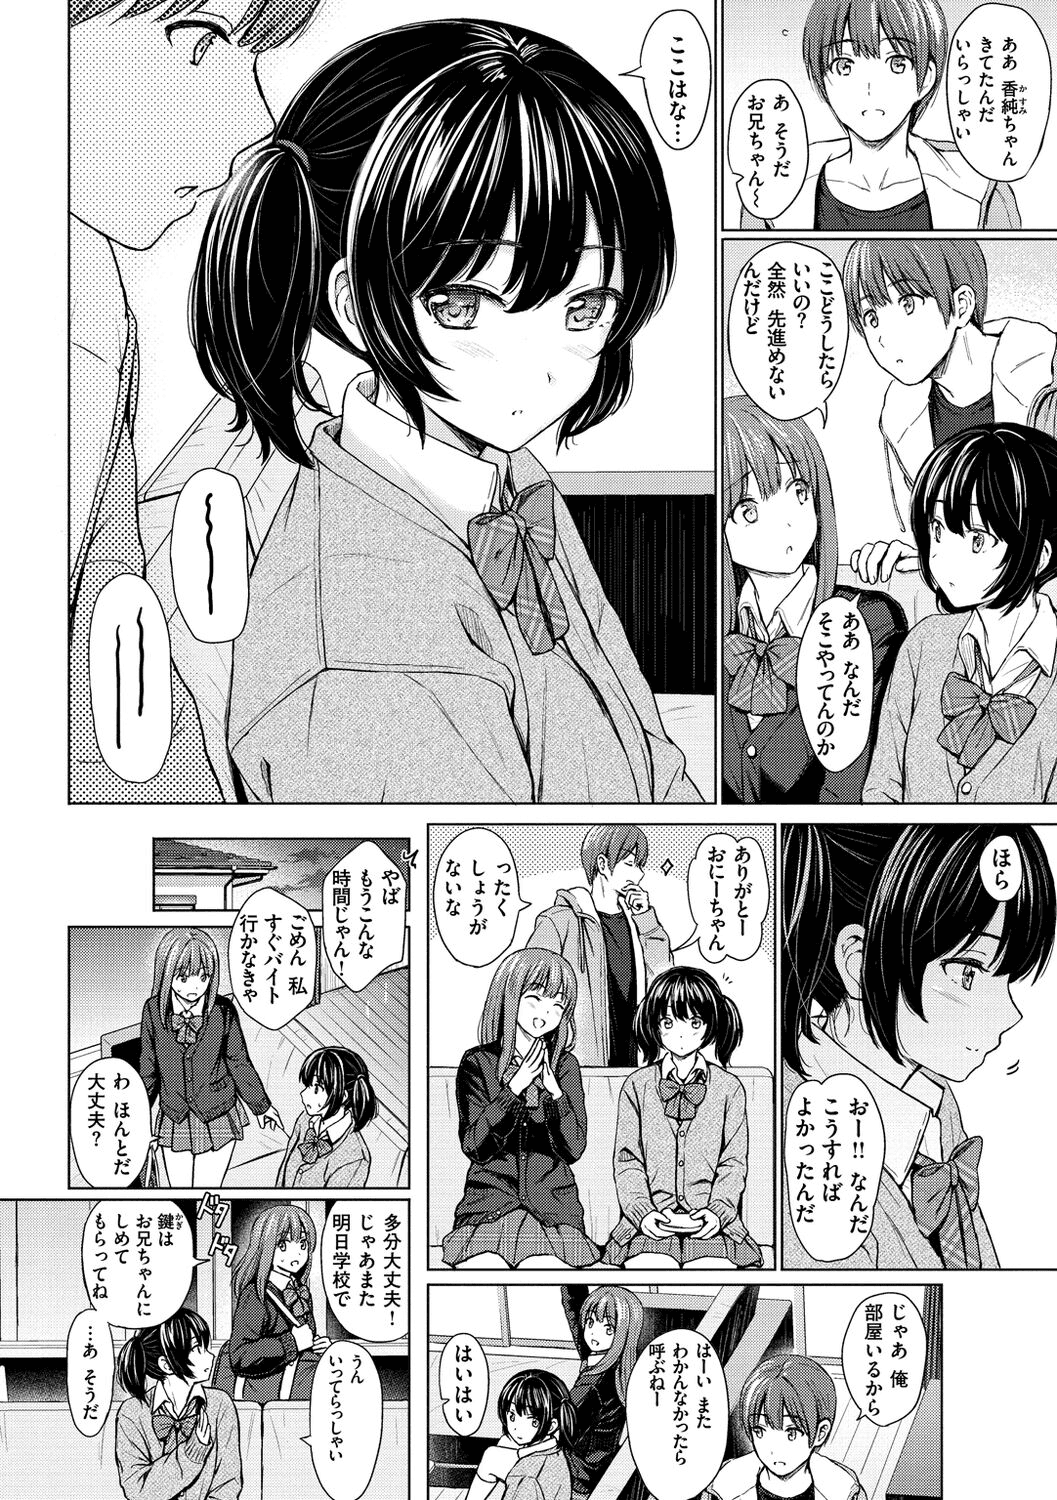 ああ 香純ちゃん
かすみ
きてたんだ
いらっしゃい
あ そうだ
お兄ちゃん〜
ここどうしたら
いいの?
全然 先進めない
んだけど
ああ なんだ
そこやってんのか
ここはな…
ほら
おー!! なんだ
こうすれば
よかったんだ
ありがとー
おにーちゃん
ったく
しょうが
ないな
じゃあ 俺
部屋いるから
はーい また
わかんなかったら
呼ぶねー
はいはい
やば
もうこんな
時間じゃん!
ごめん 私
すぐバイト
行かなきゃ
わ ほんとだ
大丈夫?
多分大丈夫!
じゃあまた
明日学校で
うん
いってらっしゃい
ドタ
ドタ
鍵は
かぎ
お兄ちゃんに
しめて
もらってね
…あ そうだ